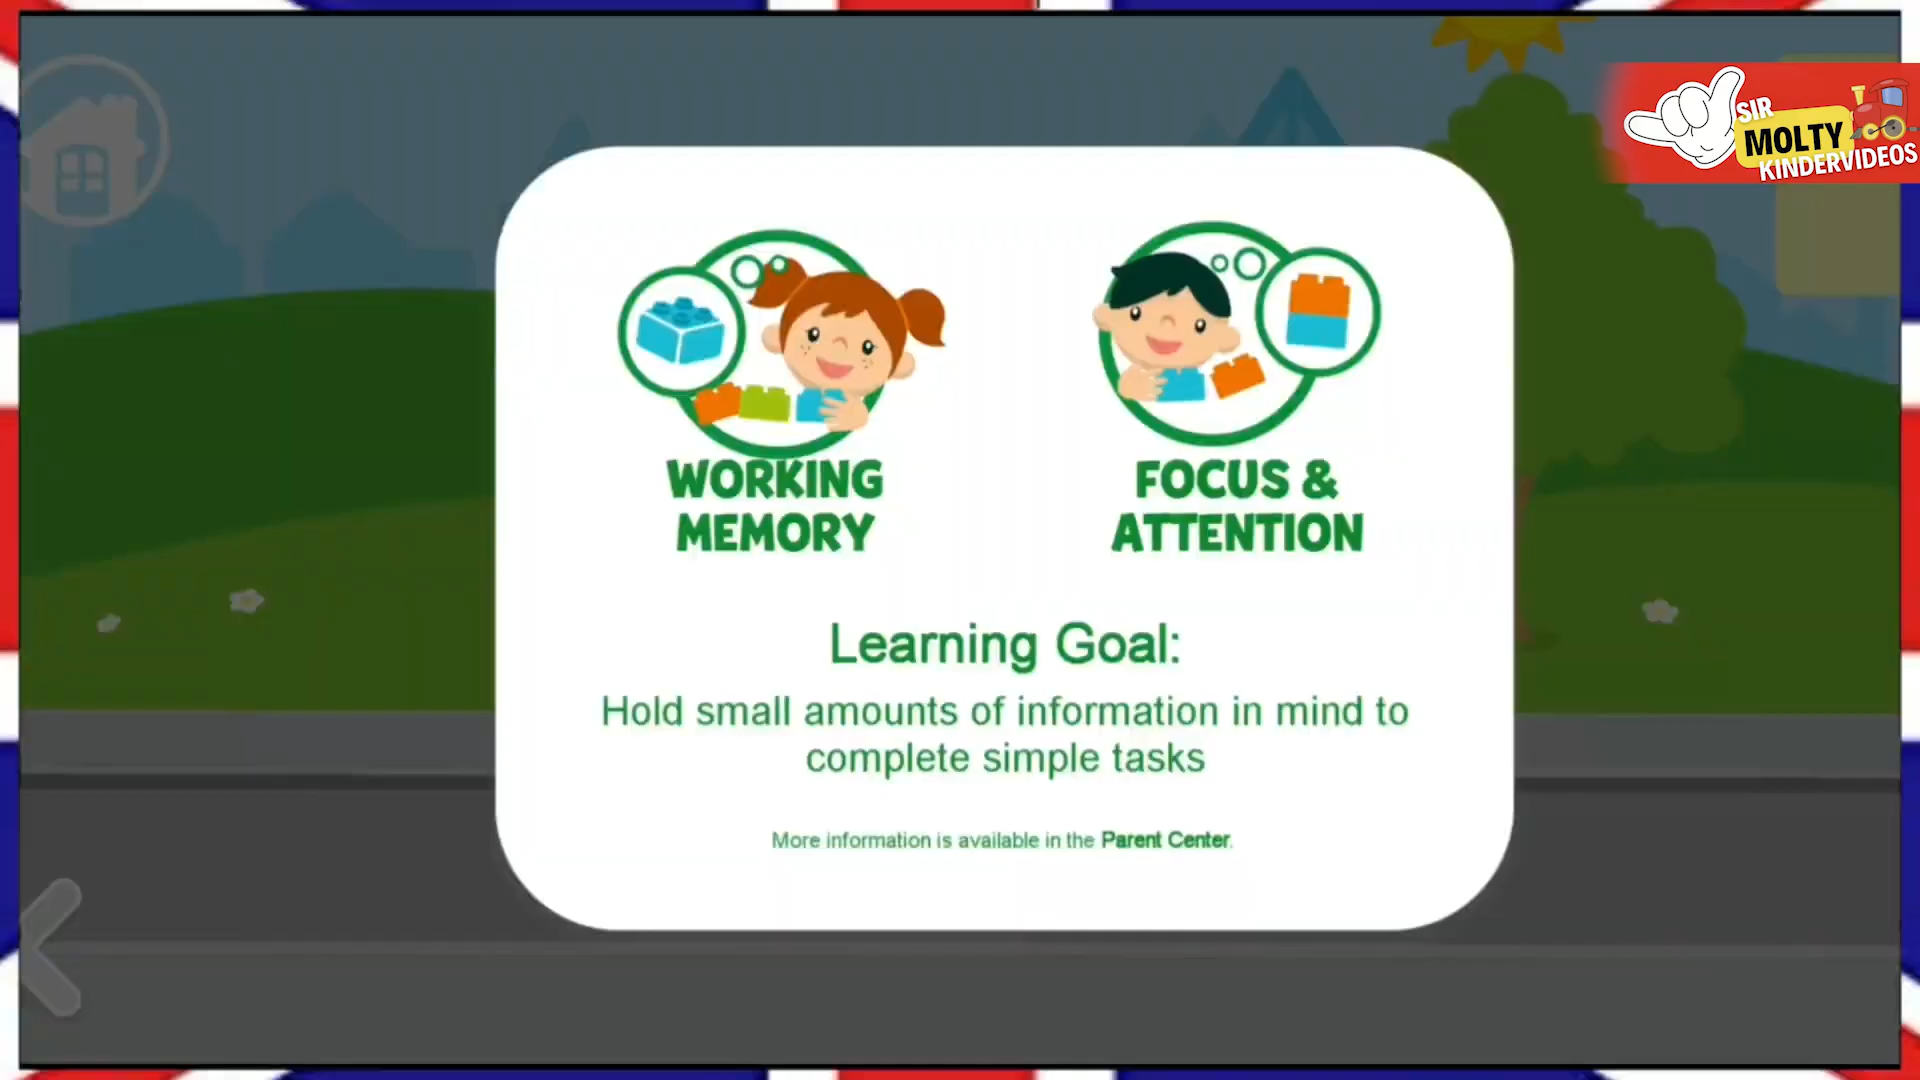 SIR
MOLTY
KINDERVIDEOS
WORKING
MEMORY
FOCUS &
ATTENTION
Learning Goal:
Hold small amounts of information in mind to
complete simple tasks
More information is available in the Parent Center.